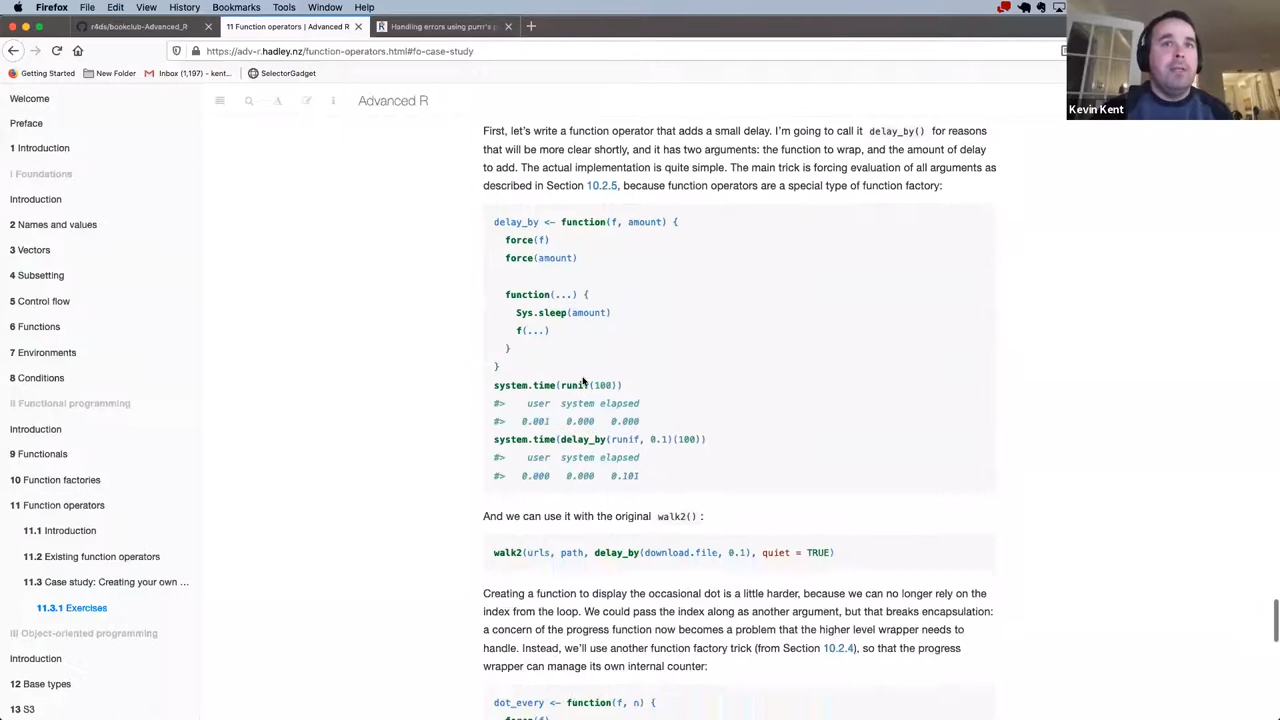 Firefox File Edit View History Bookmarks Tools Window Help
r4ds/bookclub-Advanced_R
11 Function operators | Advanced R
Handling errors using purrr's p
https://adv-r.hadley.nz/function-operators.html#fo-case-study
Getting Started New Folder Inbox (1,197) - kent... SelectorGadget
Kevin Kent
Welcome
Preface
1 Introduction
I Foundations
Introduction
2 Names and values
3 Vectors
4 Subsetting
5 Control flow
6 Functions
7 Environments
8 Conditions
II Functional programming
Introduction
9 Functionals
10 Function factories
11 Function operators
11.1 Introduction
11.2 Existing function operators
11.3 Case study: Creating your own ...
11.3.1 Exercises
III Object-oriented programming
Introduction
12 Base types
13 S3
Advanced R
First, let's write a function operator that adds a small delay. I'm going to call it delay_by() for reasons
that will be more clear shortly, and it has two arguments: the function to wrap, and the amount of delay
to add. The actual implementation is quite simple. The main trick is forcing evaluation of all arguments as
described in Section 10.2.5, because function operators are a special type of function factory:
delay_by <- function(f, amount) {
force(f)
force(amount)
function(...) {
Sys.sleep(amount)
f(...)
}
}
system.time(runif(100))
#> user system elapsed
#> 0.001 0.000 0.000
system.time(delay_by(runif, 0.1)(100))
#> user system elapsed
#> 0.000 0.000 0.101
And we can use it with the original walk2() :
walk2(urls, path, delay_by(download.file, 0.1), quiet = TRUE)
Creating a function to display the occasional dot is a little harder, because we can no longer rely on the
index from the loop. We could pass the index along as another argument, but that breaks encapsulation:
a concern of the progress function now becomes a problem that the higher level wrapper needs to
handle. Instead, we'll use another function factory trick (from Section 10.2.4), so that the progress
wrapper can manage its own internal counter:
dot_every <- function(f, n) {